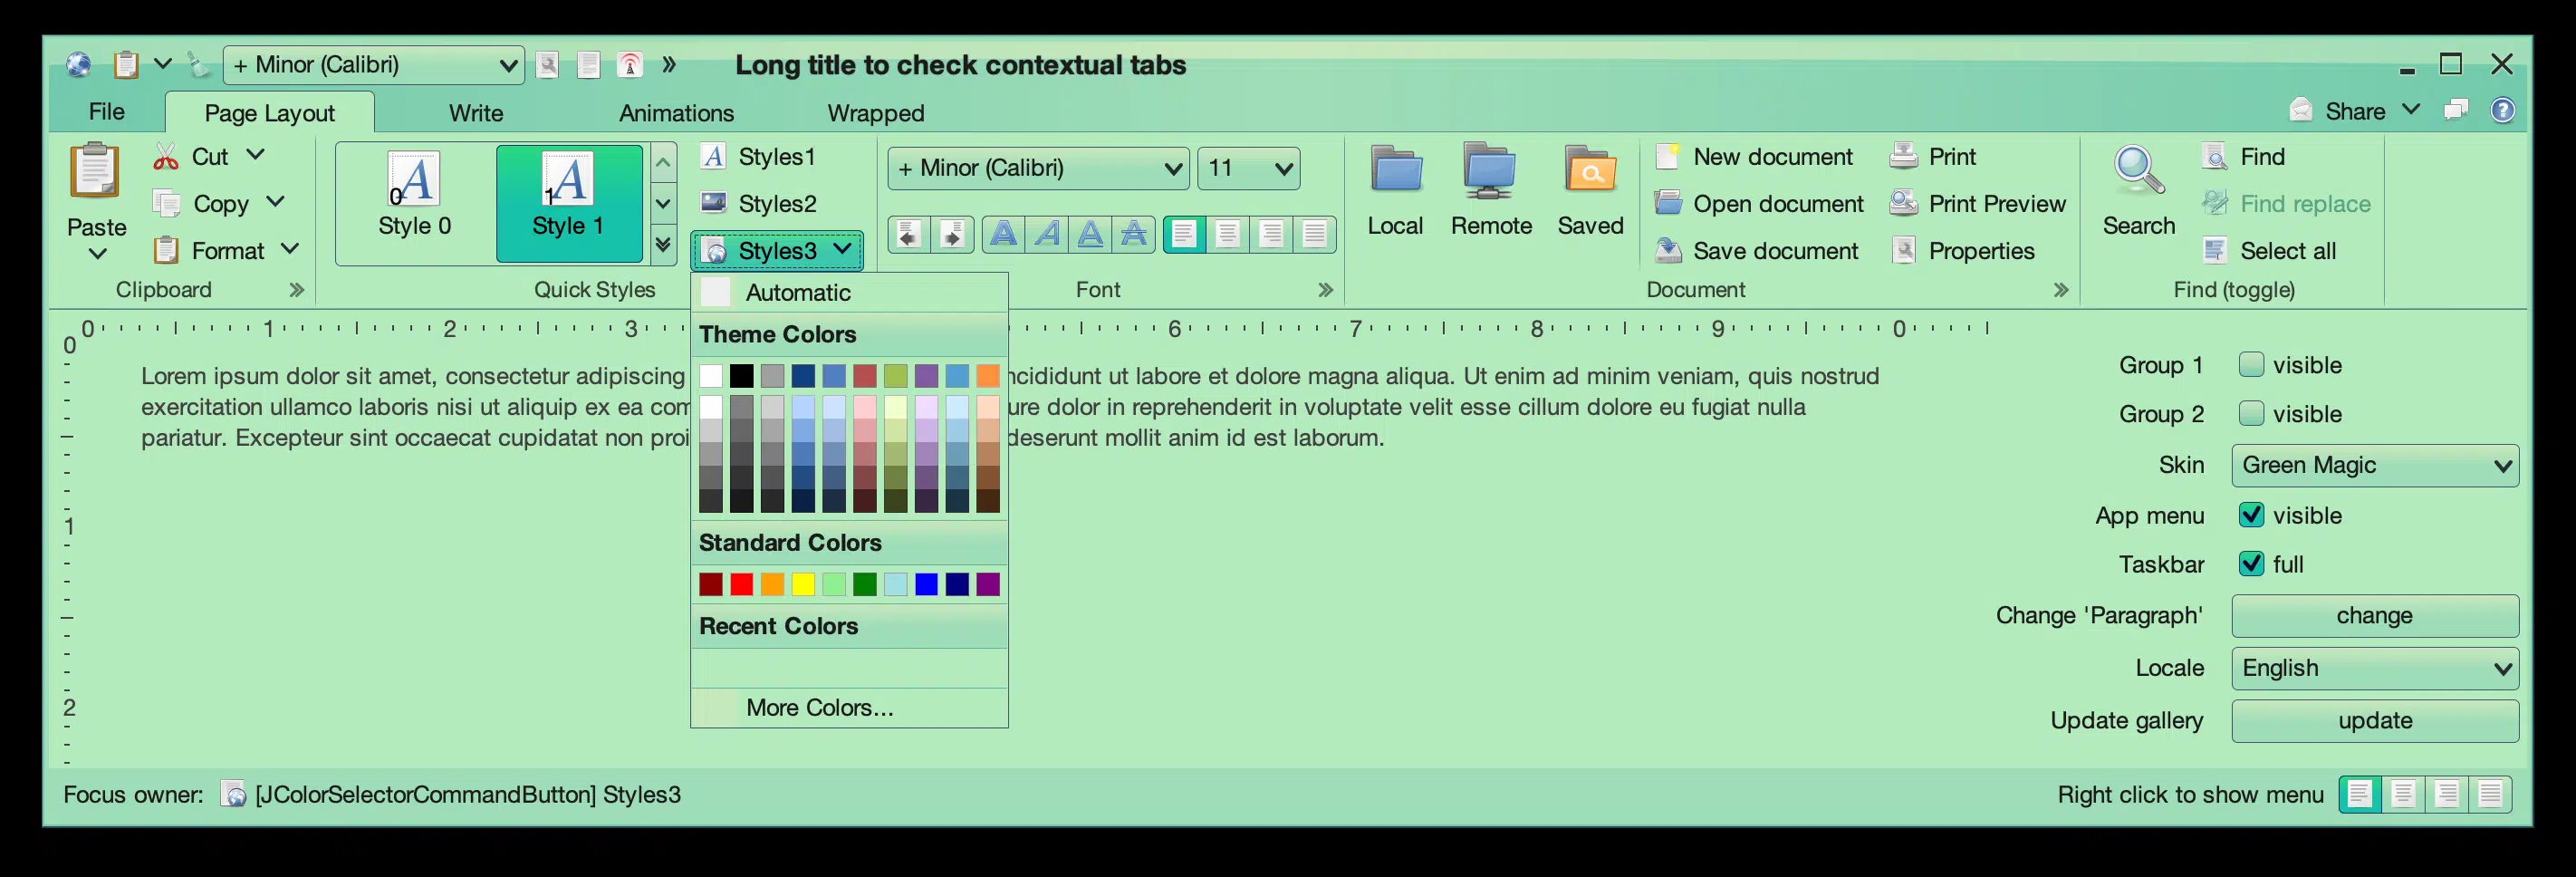 + Minor (Calibri)
Long title to check contextual tabs
File
Page Layout
Write
Animations
Wrapped
Share
Paste
Cut
Copy
Format
Clipboard
0
Style 0
1
Style 1
Quick Styles
Styles1
Styles2
Styles3
+ Minor (Calibri)
11
Font
Local
Remote
Saved
New document
Open document
Save document
Print
Print Preview
Properties
Document
Search
Find
Find replace
Select all
Find (toggle)
Automatic
Theme Colors
Standard Colors
Recent Colors
More Colors...
0 1 2 3 6 7 8 9 0
0
1
2
Lorem ipsum dolor sit amet, consectetur adipiscing ncididunt ut labore et dolore magna aliqua. Ut enim ad minim veniam, quis nostrud
exercitation ullamco laboris nisi ut aliquip ex ea com ure dolor in reprehenderit in voluptate velit esse cillum dolore eu fugiat nulla
pariatur. Excepteur sint occaecat cupidatat non proi deserunt mollit anim id est laborum.
Group 1 visible
Group 2 visible
Skin Green Magic
App menu visible
Taskbar full
Change 'Paragraph' change
Locale English
Update gallery update
Focus owner: [JColorSelectorCommandButton] Styles3
Right click to show menu